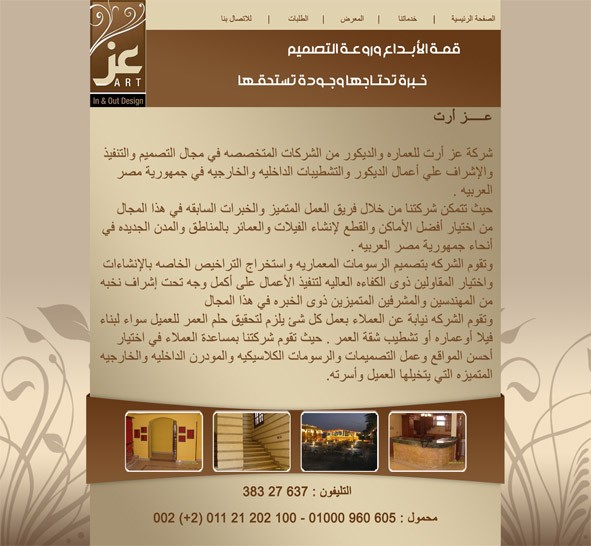 الصفحة الرئيسية | خدماتنا | المعرض | الطلبات | للاتصال بنا
عز
ART
In & Out Design
قمة الأبداع وروعة التصميم
خبرة تحتاجها وجودة تستحقها
عــــز أرت
شركة عز أرت للعماره والديكور من الشركات المتخصصه في مجال التصميم والتنفيذ
والإشراف علي أعمال الديكور والتشطيبات الداخليه والخارجيه في جمهورية مصر
العربيه .
حيث تتمكن شركتنا من خلال فريق العمل المتميز والخبرات السابقه في هذا المجال
من اختيار أفضل الأماكن والقطع لإنشاء الفيلات والعمائر بالمناطق والمدن الجديده في
أنحاء جمهورية مصر العربيه .
وتقوم الشركه بتصميم الرسومات المعماريه واستخراج التراخيص الخاصه بالإنشاءات
واختيار المقاولين ذوى الكفاءه العاليه لتنفيذ الأعمال على أكمل وجه تحت إشراف نخبه
من المهندسين والمشرفين المتميزين ذوى الخبره في هذا المجال
وتقوم الشركه نيابة عن العملاء بعمل كل شئ يلزم لتحقيق حلم العمر للعميل سواء لبناء
فيلا أوعماره أو تشطيب شقة العمر . حيث تقوم شركتنا بمساعدة العملاء في اختيار
أحسن المواقع وعمل التصميمات والرسومات الكلاسيكيه والمودرن الداخليه والخارجيه
المتميزه التي يتخيلها العميل وأسرته.
التليفون : 637 27 383
محمول : 605 960 01000 - 100 202 21 011 (+2) 002